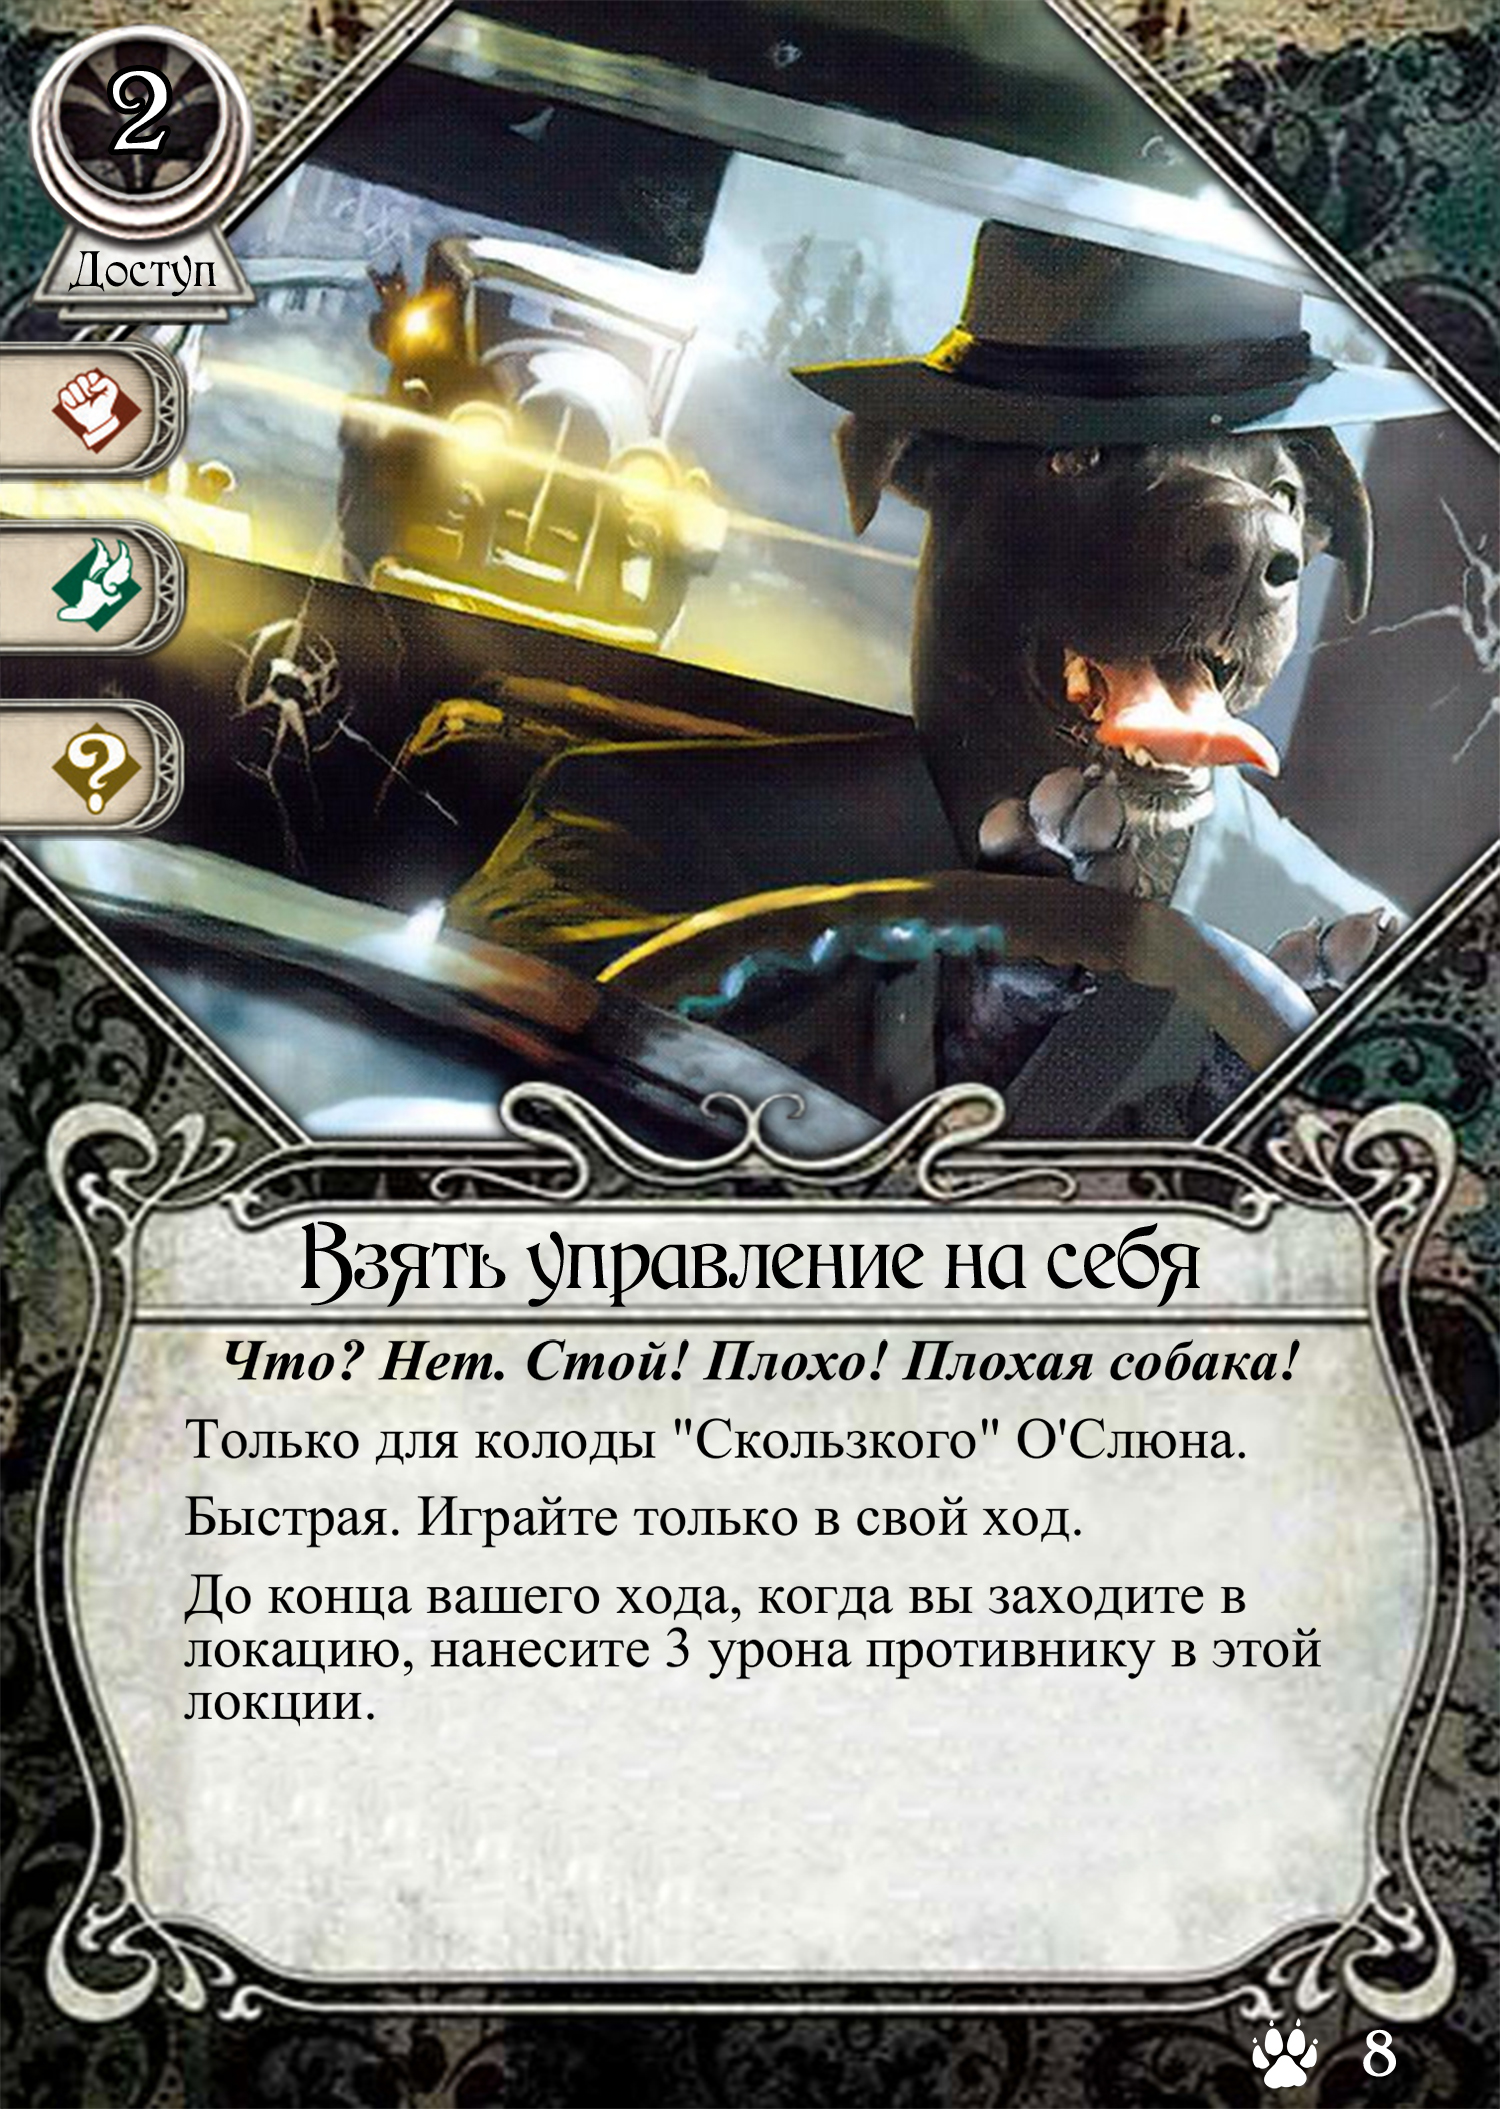 2
Доступ
Взять управление на себя
Что? Нет. Стой! Плохо! Плохая собака!
Только для колоды "Скользкого" О'Слюна.
Быстрая. Играйте только в свой ход.
До конца вашего хода, когда вы заходите в
локацию, нанесите 3 урона противнику в этой
локции.
8